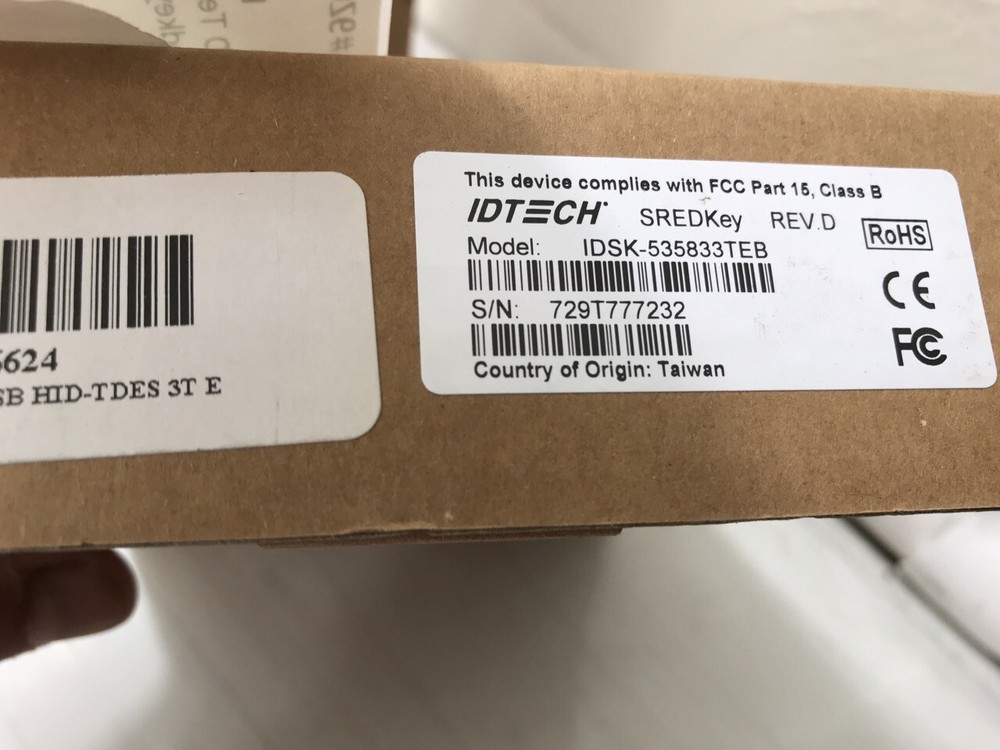 This device complies with FCC Part 15, Class B
IDTECH SREDKey REV.D RoHS
Model: IDSK-535833TEB
CE
S/N: 729T777232
FC
Country of Origin: Taiwan
5624
SB HID-TDES 3T E